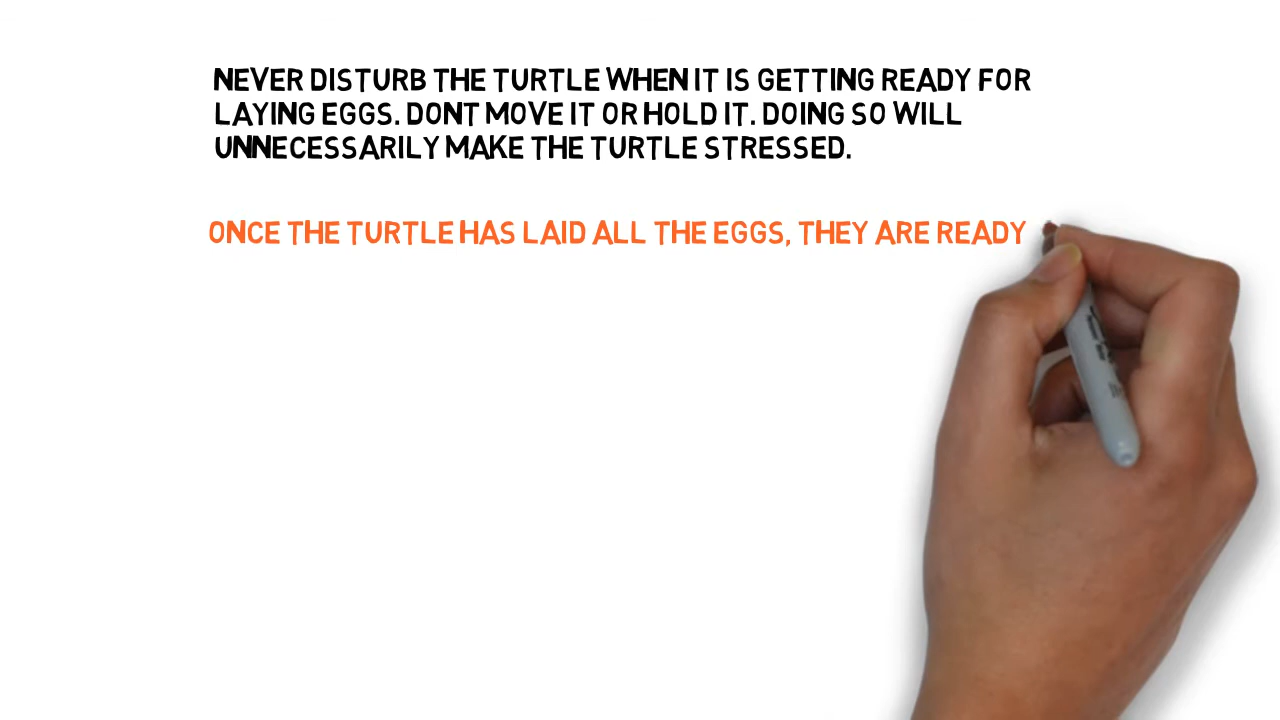 NEVER DISTURB THE TURTLE WHEN IT IS GETTING READY FOR
LAYING EGGS. DONT MOVE IT OR HOLD IT. DOING SO WILL
UNNECESSARILY MAKE THE TURTLE STRESSED.
ONCE THE TURTLE HAS LAID ALL THE EGGS, THEY ARE READY